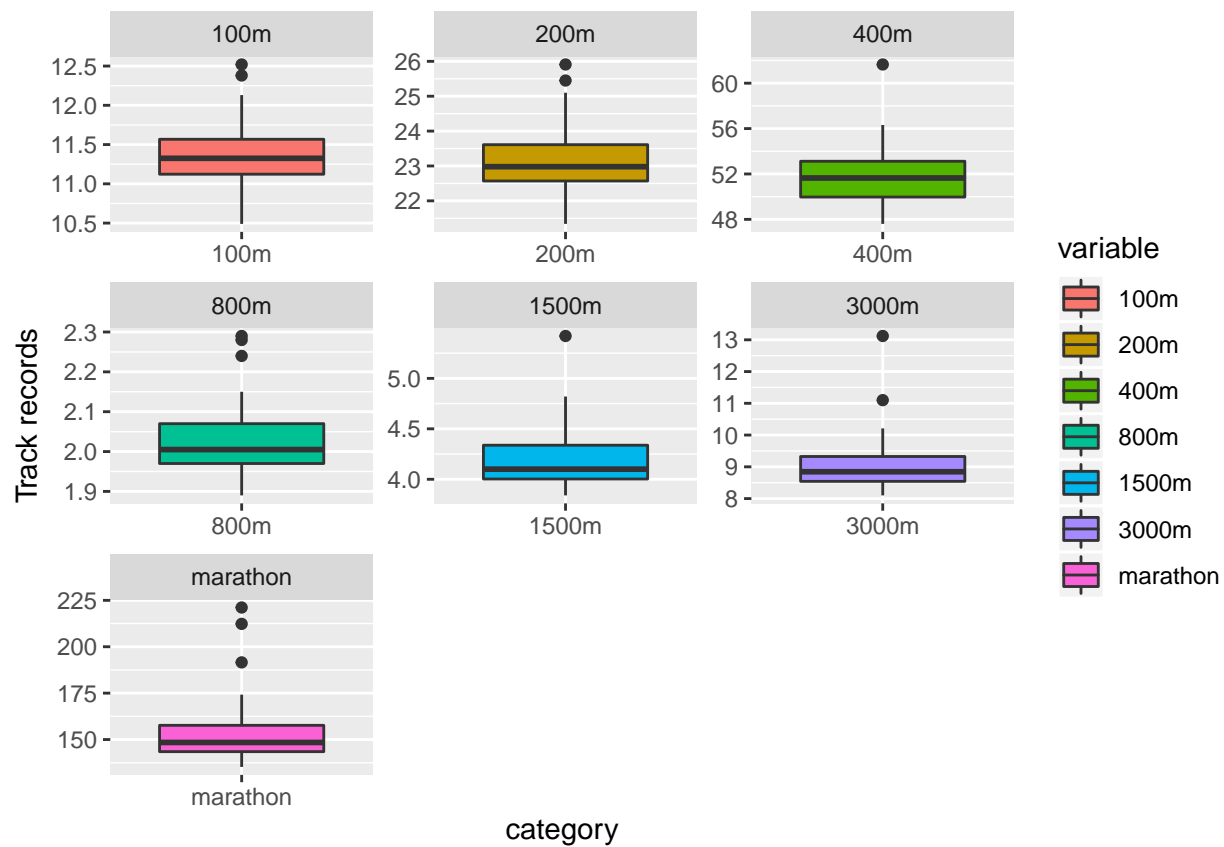 100m
200m
400m
12.5
12.0
11.5
11.0
10.5
26
25
24
23
22
60
56
52
48
100m
200m
400m
800m
1500m
3000m
2.3
2.2
2.1
2.0
1.9
5.0
4.5
4.0
13
12
11
10
9
8
800m
1500m
3000m
marathon
225
200
175
150
marathon
Track records
category
variable
100m
200m
400m
800m
1500m
3000m
marathon